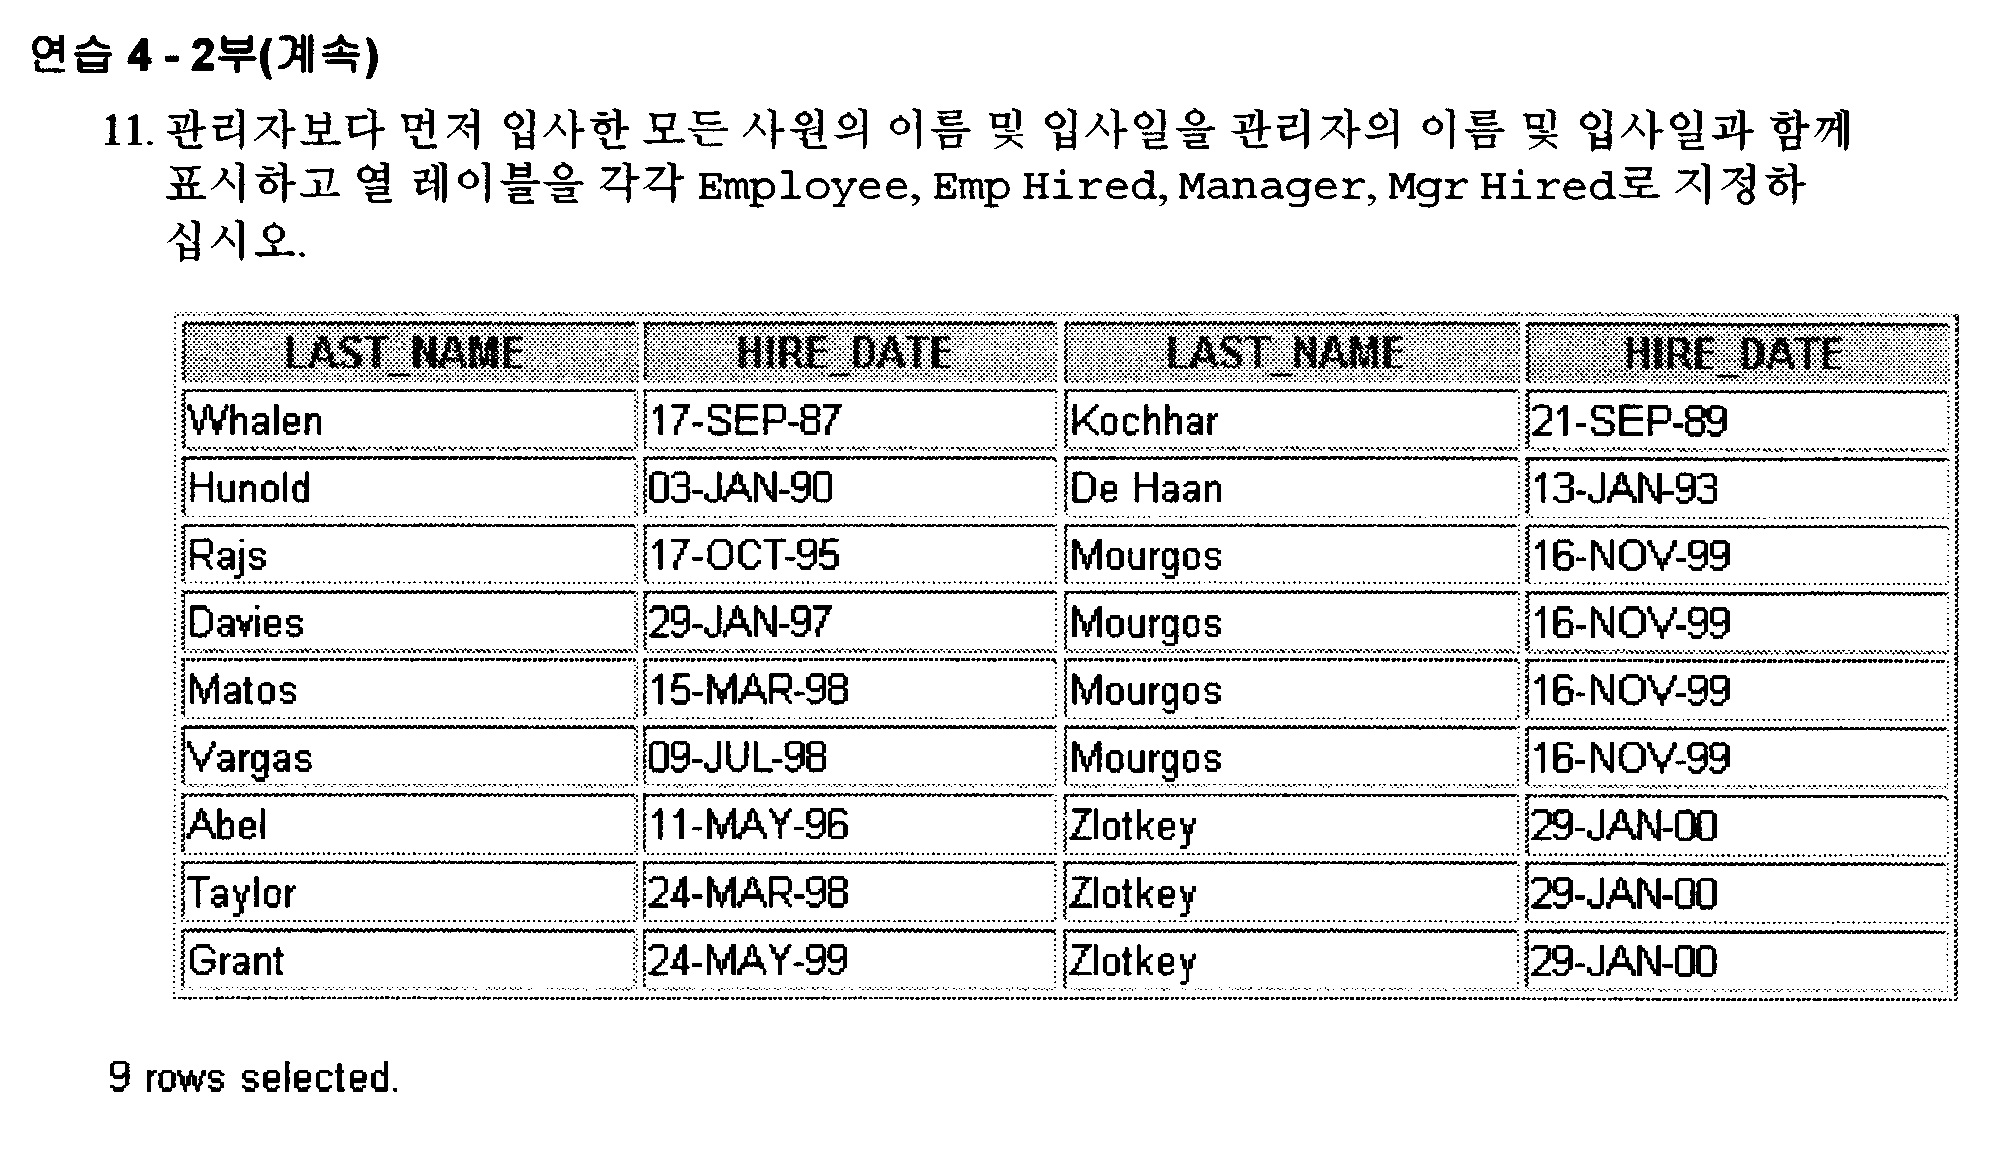 연습 4 - 2부(계속)
11. 관리자보다 먼저 입사한 모든 사원의 이름 및 입사일을 관리자의 이름 및 입사일과 함께
표시하고 열 레이블을 각각 Employee, Emp Hired, Manager, Mgr Hired로 지정하
십시오.
LAST_NAME HIRE_DATE LAST_NAME HIRE_DATE
Whalen 17-SEP-87 Kochhar 21-SEP-89
Hunold 03-JAN-90 De Haan 13-JAN-93
Rajs 17-OCT-95 Mourgos 16-NOV-99
Davies 29-JAN-97 Mourgos 16-NOV-99
Matos 15-MAR-98 Mourgos 16-NOV-99
Vargas 09-JUL-98 Mourgos 16-NOV-99
Abel 11-MAY-96 Zlotkey 29-JAN-00
Taylor 24-MAR-98 Zlotkey 29-JAN-00
Grant 24-MAY-99 Zlotkey 29-JAN-00
9 rows selected.